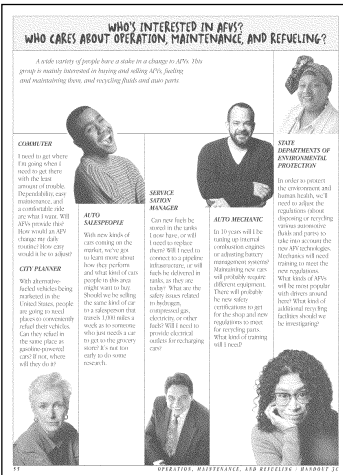 WHO'S INTERESTED IN AFVS?
WHO CARES ABOUT OPERATION, MAINTENANCE, AND REFUELING?
A wide variety of people have a stake in a change to AFVs. This
group is mainly interested in buying and selling AFVs, fueling
and maintaining them, and recycling fluids and auto parts.
COMMUTER
I need to get where
I'm going when I
need to get there
with the least
amount of trouble.
Dependability, easy
maintenance, and
a comfortable ride
are what I want. Will
AFVs provide this?
How would an AFV
change my daily
routine? How easy
would it be to adjust?
CITY PLANNER
With alternative-
fueled vehicles being
marketed in the
United States, people
are going to need
places to conveniently
refuel their vehicles.
Can they refuel in
the same place as
gasoline-powered
cars? If not, where
will they do it?
AUTO
SALESPEOPLE
With new kinds of
cars coming on the
market, we've got
to learn more about
how they perform
and what kind of cars
people in this area
might want to buy.
Should we be selling
the same kind of car
to a salesperson that
travels 1,000 miles a
week as to someone
who just needs a car
to get to the grocery
store? It's not too
early to do some
research.
SERVICE
SATION
MANAGER
Can new fuels be
stored in the tanks
I now have, or will
I need to replace
them? Will I need to
connect to a pipeline
infrastructure, or will
fuels be delivered in
tanks, as they are
today? What are the
safety issues related
to hydrogen,
compressed gas,
electricity, or other
fuels? Will I need to
provide electrical
outlets for recharging
cars?
AUTO MECHANIC
In 10 years will I be
tuning up internal
combustion engines
or adjusting battery
management systems?
Maintaining new cars
will probably require
different equipment.
There will probably
be new safety
certifications to get
for the shop and new
regulations to meet
for recycling parts.
What kind of training
will I need?
STATE
DEPARTMENTS OF
ENVIRONMENTAL
PROTECTION
In order to protect
the environment and
human health, we'll
need to adjust the
regulations (about
disposing or recycling
various automotive
fluids and parts) to
take into account the
new AFV technologies.
Mechanics will need
training to meet the
new regulations.
What kinds of AFVs
will be most popular
with drivers around
here? What kind of
additional recycling
facilities should we
be investigating?
OPERATION, MAINTENANCE, AND REFUELING / HANDOUT